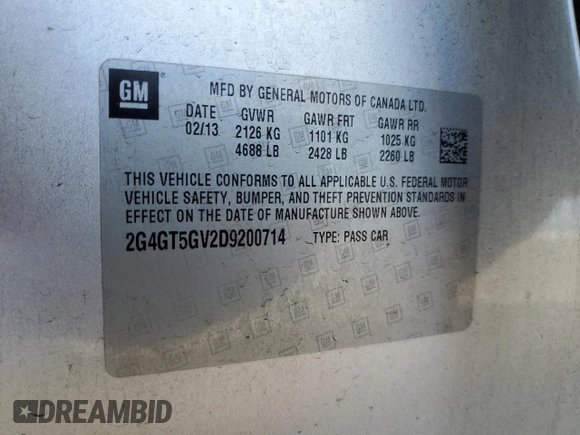 GM
MFD BY GENERAL MOTORS OF CANADA LTD.
DATE GVWR GAWR FRT GAWR RR
02/13 2126 KG 1101 KG 1025 KG
4688 LB 2428 LB 2260 LB
THIS VEHICLE CONFORMS TO ALL APPLICABLE U.S. FEDERAL MOTOR
VEHICLE SAFETY, BUMPER, AND THEFT PREVENTION STANDARDS IN
EFFECT ON THE DATE OF MANUFACTURE SHOWN ABOVE.
2G4GT5GV2D9200714 TYPE: PASS CAR
DREAMBID